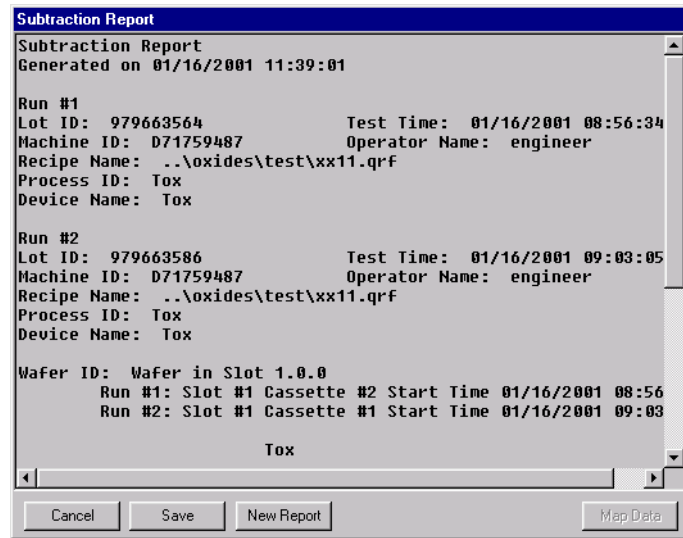 Subtraction Report
Subtraction Report
Generated on 01/16/2001 11:39:01
Run #1
Lot ID: 979663564 Test Time: 01/16/2001 08:56:34
Machine ID: D71759487 Operator Name: engineer
Recipe Name: ..\oxides\test\xx11.qrf
Process ID: Tox
Device Name: Tox
Run #2
Lot ID: 979663586 Test Time: 01/16/2001 09:03:05
Machine ID: D71759487 Operator Name: engineer
Recipe Name: ..\oxides\test\xx11.qrf
Process ID: Tox
Device Name: Tox
Wafer ID: Wafer in Slot 1.0.0
Run #1: Slot #1 Cassette #2 Start Time 01/16/2001 08:56
Run #2: Slot #1 Cassette #1 Start Time 01/16/2001 09:03
Tox
Cancel Save New Report Map Data